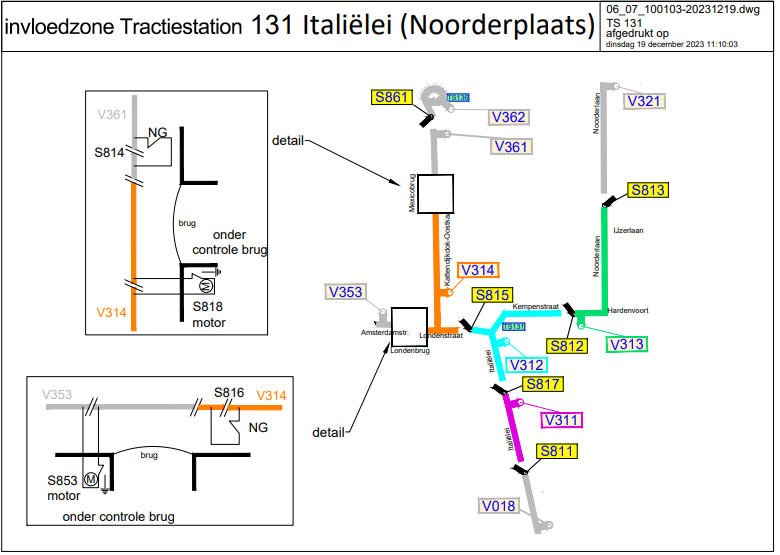 invloedzone Tractiestation 131 Italiëlei (Noorderplaats)
06_07_100103-20231219.dwg
TS 131
afgedrukt op
dinsdag 19 december 2023 11:10:03
V361
NG
S814
brug
onder
controle brug
V314
M
S818
motor
detail
S861
V362
V361
Mexicobrug
Kattendijkdok-Oostka
V314
V353
Amsterdamstr.
Londenbrug
Londenstraat
S815
Kempenstraat
TS131
V312
Italiëlei
S817
V311
Italiëlei
S811
V018
V321
Noorderlaan
S813
IJzerlaan
Noorderlaan
Hardenvoort
S812
V313
detail
V353
S816
V314
NG
brug
S853
motor
M
onder controle brug